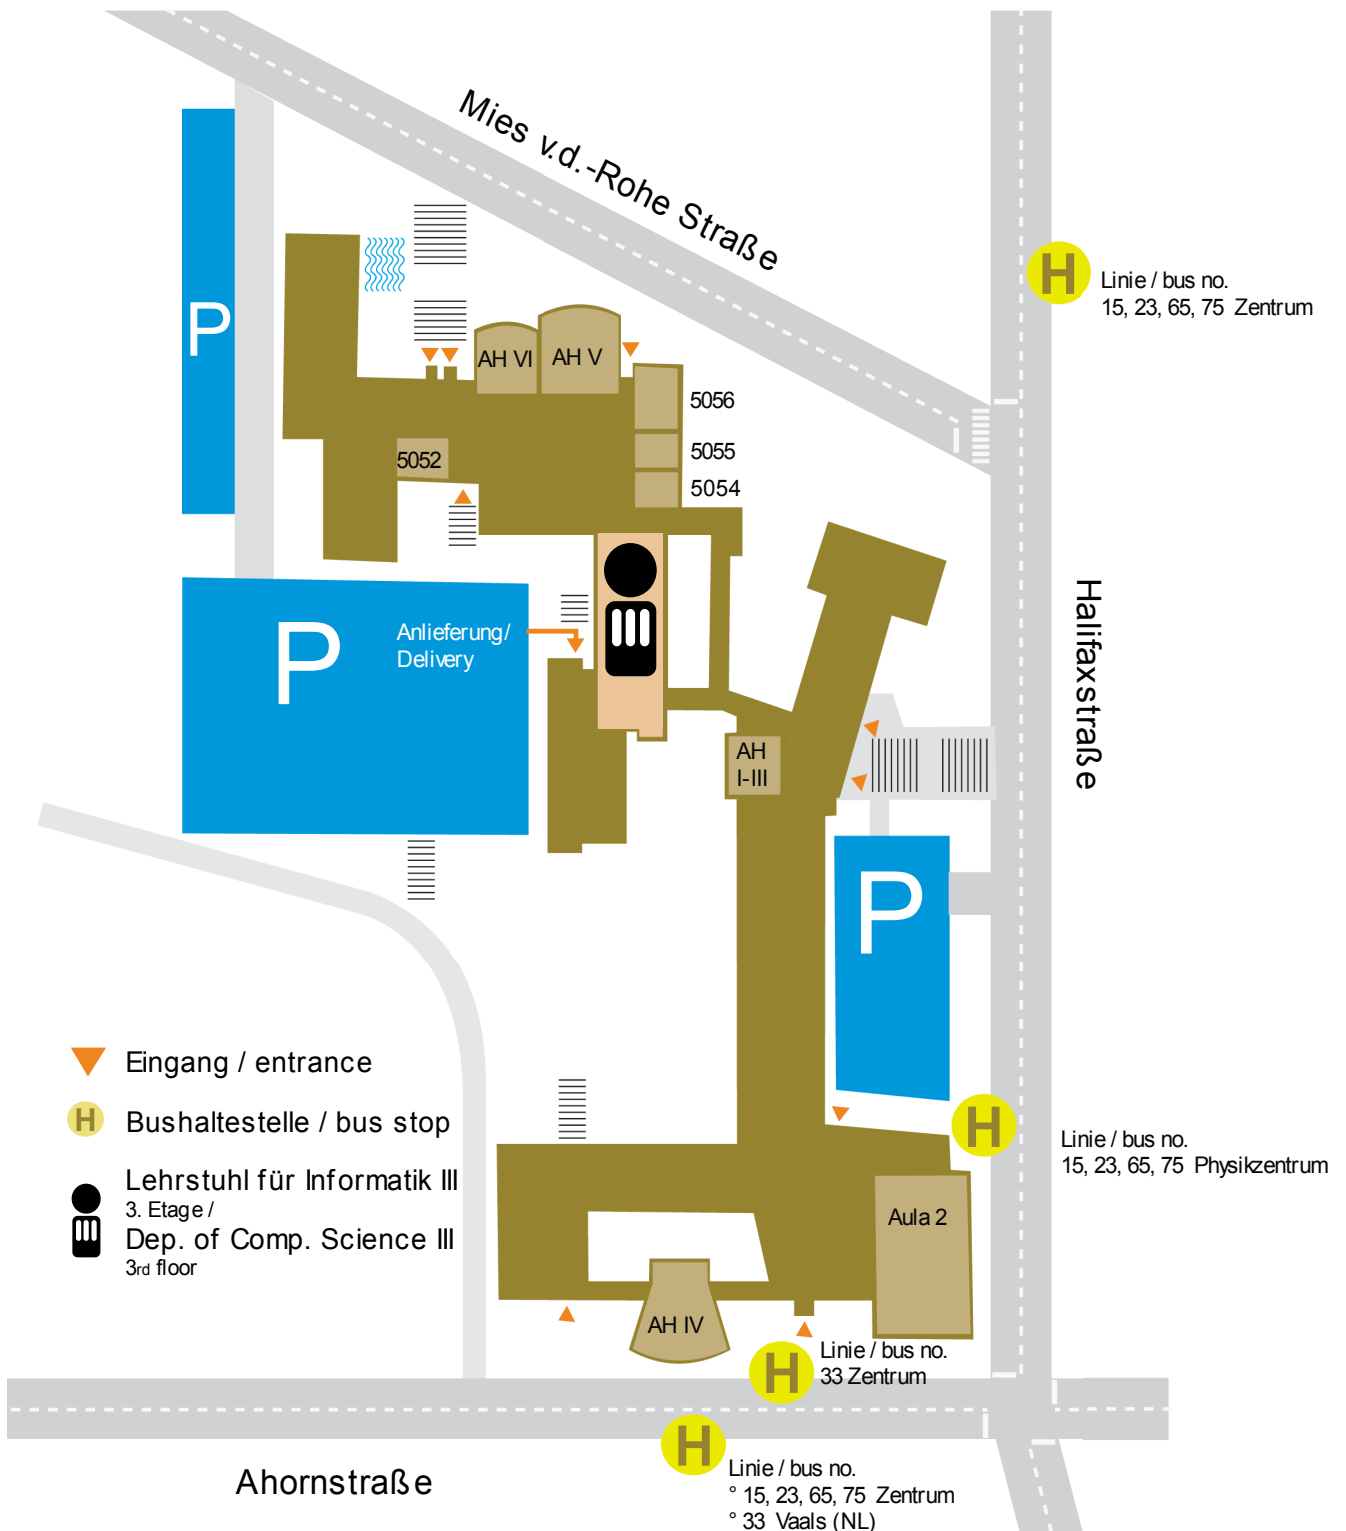 Mies v.d.-Rohe Straße
H
Linie / bus no.
15, 23, 65, 75 Zentrum
P
AH VI
AH V
5056
5055
5054
5052
Halifaxstraße
P
Anlieferung/
Delivery
AH
I-III
P
Eingang / entrance
H
Bushaltestelle / bus stop
H
Linie / bus no.
15, 23, 65, 75 Physikzentrum
Lehrstuhl für Informatik III
3. Etage /
Dep. of Comp. Science III
3rd floor
Aula 2
AH IV
H
Linie / bus no.
33 Zentrum
H
Linie / bus no.
° 15, 23, 65, 75 Zentrum
° 33 Vaals (NL)
Ahornstraße